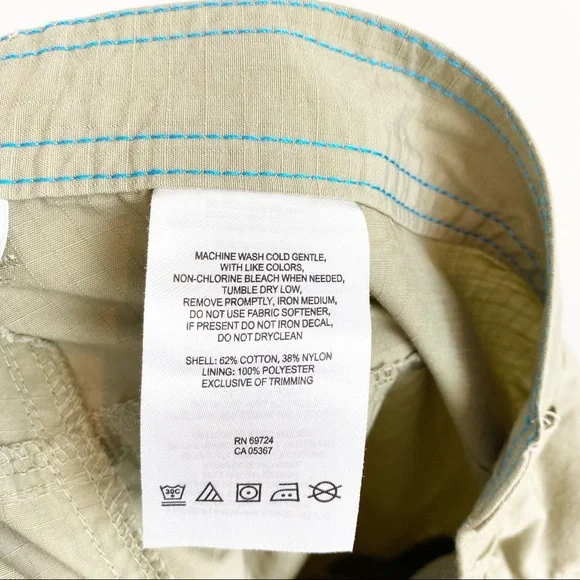 MACHINE WASH COLD GENTLE,
WITH LIKE COLORS,
NON-CHLORINE BLEACH WHEN NEEDED,
TUMBLE DRY LOW,
REMOVE PROMPTLY, IRON MEDIUM,
DO NOT USE FABRIC SOFTENER,
IF PRESENT DO NOT IRON DECAL,
DO NOT DRYCLEAN
SHELL: 62% COTTON, 38% NYLON
LINING: 100% POLYESTER
EXCLUSIVE OF TRIMMING
RN 69724
CA 05367
30C